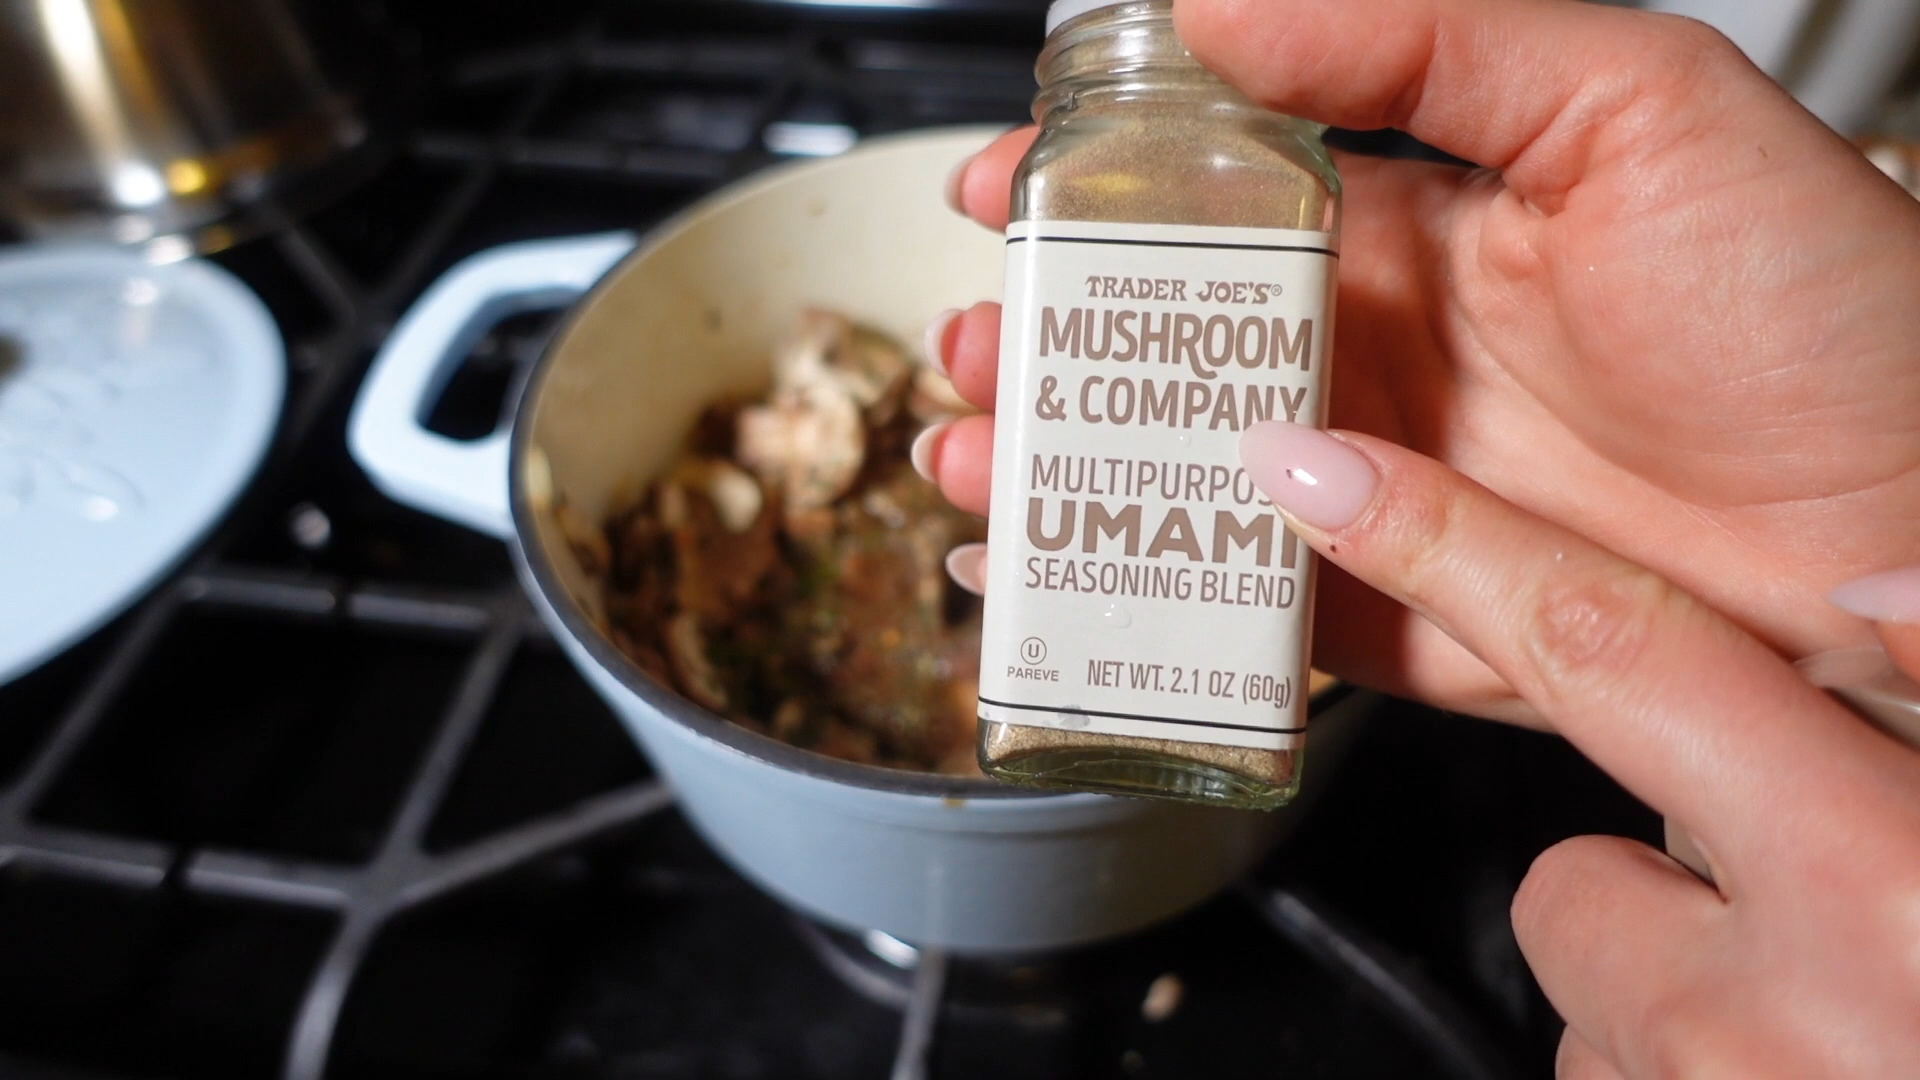 TRADER JOE'S®
MUSHROOM
& COMPANY
MULTIPURPOS
UMAMI
SEASONING BLEND
U
PAREVE
NET WT. 2.1 OZ (60g)